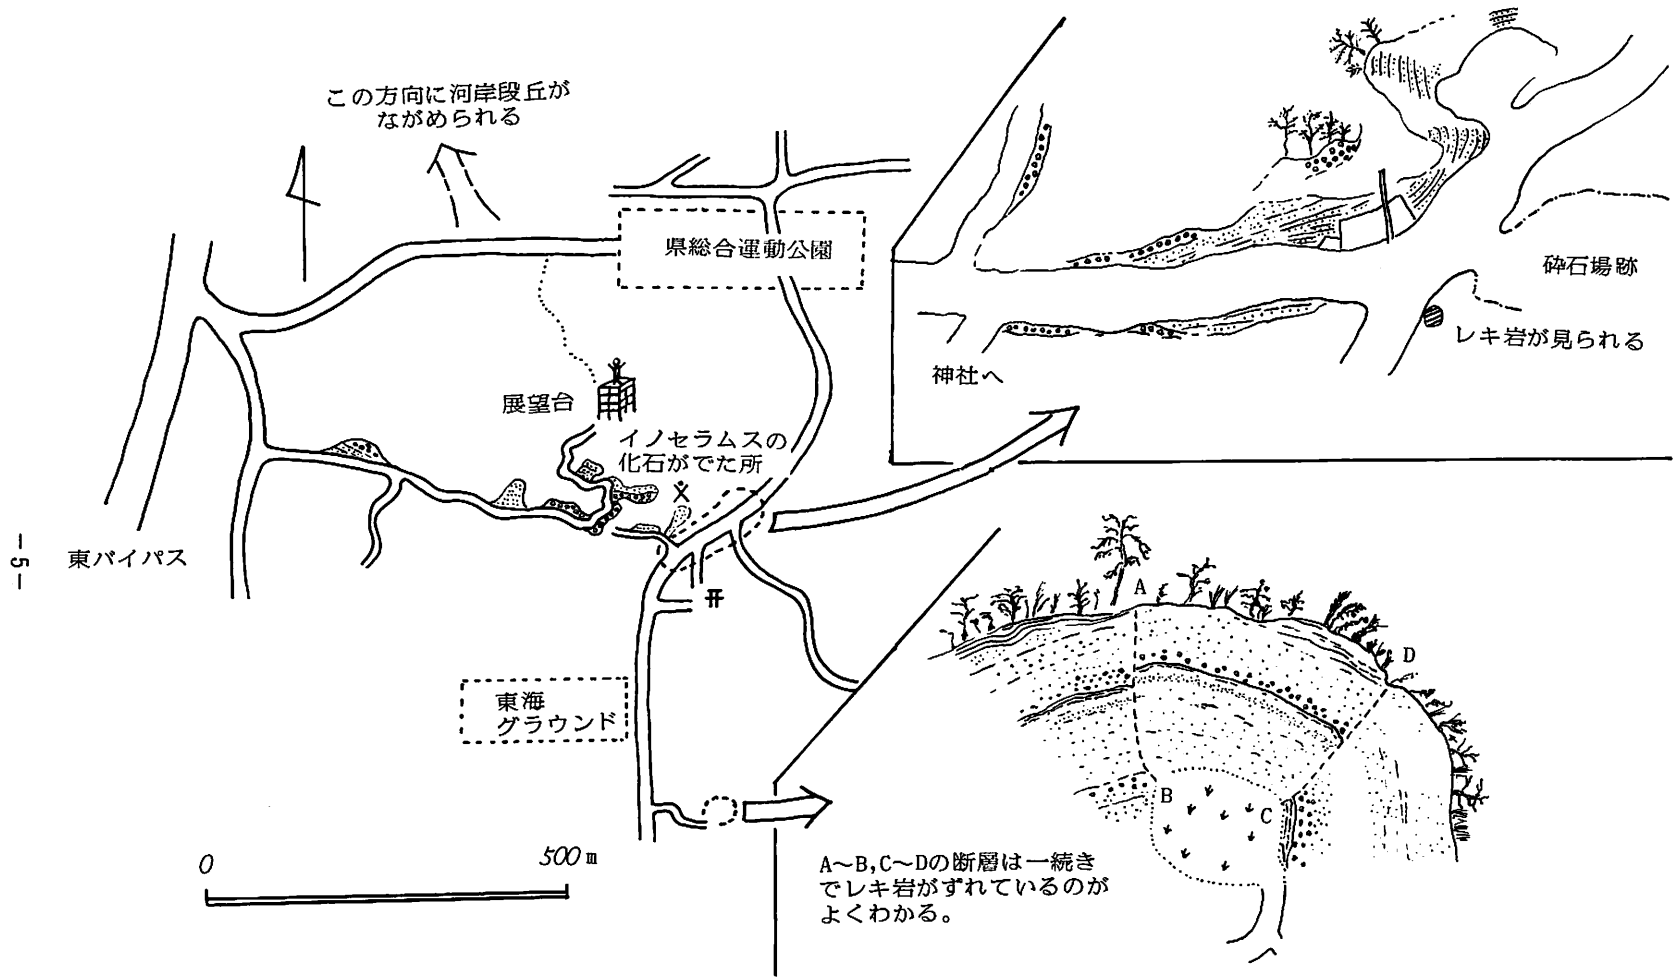 この方向に河岸段丘が
ながめられる
県総合運動公園
展望台
イノセラムスの
化石がでた所
東バイパス
東海
グラウンド
0
500m
砕石場跡
レキ岩が見られる
神社へ
A
D
B
C
A～B,C～Dの断層は一続き
でレキ岩がずれているのが
よくわかる。
-5-